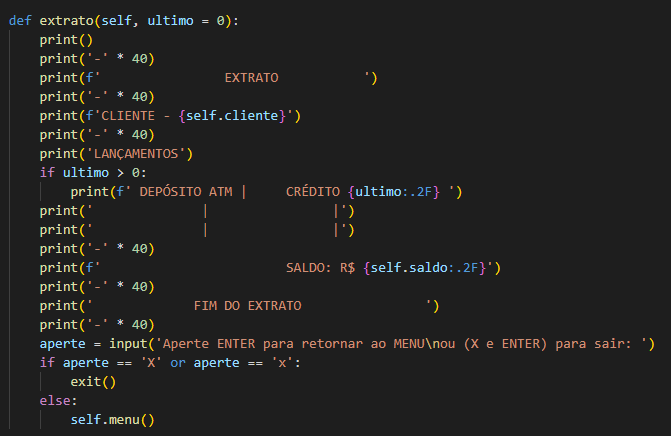 def extrato(self, ultimo = 0):
    print()
    print('-' * 40)
    print(f'                EXTRATO           ')
    print('-' * 40)
    print(f'CLIENTE - {self.cliente}')
    print('-' * 40)
    print('LANÇAMENTOS')
    if ultimo > 0:
        print(f' DEPÓSITO ATM |     CRÉDITO {ultimo:.2F} ')
    print('              |                |')
    print('              |                |')
    print('-' * 40)
    print(f'                        SALDO: R$ {self.saldo:.2F}')
    print('-' * 40)
    print('             FIM DO EXTRATO                ')
    print('-' * 40)
    aperte = input('Aperte ENTER para retornar ao MENU\nou (X e ENTER) para sair: ')
    if aperte == 'X' or aperte == 'x':
        exit()
    else:
        self.menu()